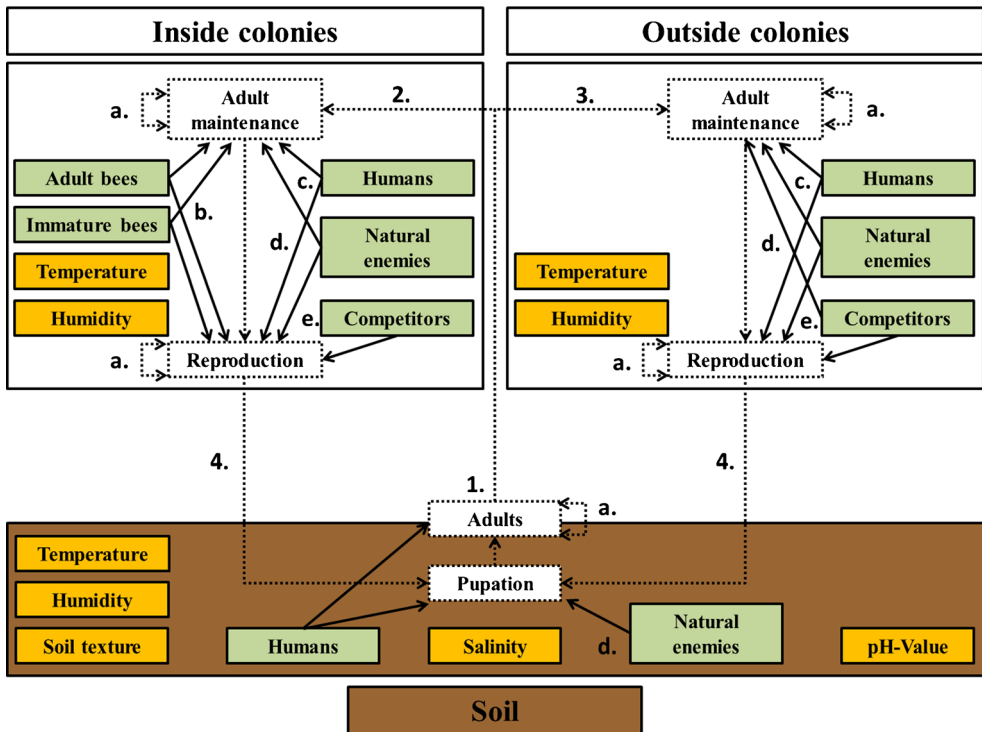 Inside colonies
Outside colonies
Adult
maintenance
a.
2.
3.
Adult
maintenance
a.
Adult bees
Immature bees
Temperature
Humidity
b.
c.
d.
e.
Humans
Natural
enemies
Competitors
a.
Reproduction
Temperature
Humidity
c.
d.
e.
Humans
Natural
enemies
Competitors
a.
Reproduction
4.
4.
1.
Adults
a.
Pupation
Temperature
Humidity
Soil texture
Humans
Salinity
d.
Natural
enemies
pH-Value
Soil